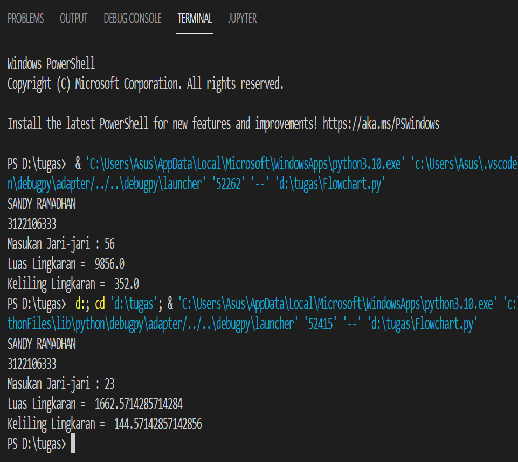 PROBLEMS OUTPUT DEBUG CONSOLE TERMINAL JUPYTER
Windows PowerShell
Copyright (C) Microsoft Corporation. All rights reserved.
Install the latest PowerShell for new features and improvements! https://aka.ms/PSWindows
PS D:\tugas> & 'C:\Users\Asus\AppData\Local\Microsoft\WindowsApps\python3.10.exe' 'c:\Users\Asus\.vscode
n\debugpy\adapter/../..\debugpy\launcher' '52262' '--' 'd:\tugas\Flowchart.py'
SANDY RAMADHAN
3122106333
Masukan Jari-jari : 56
Luas Lingkaran = 9856.0
Keliling Lingkaran = 352.0
PS D:\tugas> d:; cd 'd:\tugas'; & 'C:\Users\Asus\AppData\Local\Microsoft\WindowsApps\python3.10.exe' 'c:
thonFiles\lib\python\debugpy\adapter/../..\debugpy\launcher' '52415' '--' 'd:\tugas\Flowchart.py'
SANDY RAMADHAN
3122106333
Masukan Jari-jari : 23
Luas Lingkaran = 1662.5714285714284
Keliling Lingkaran = 144.57142857142856
PS D:\tugas>